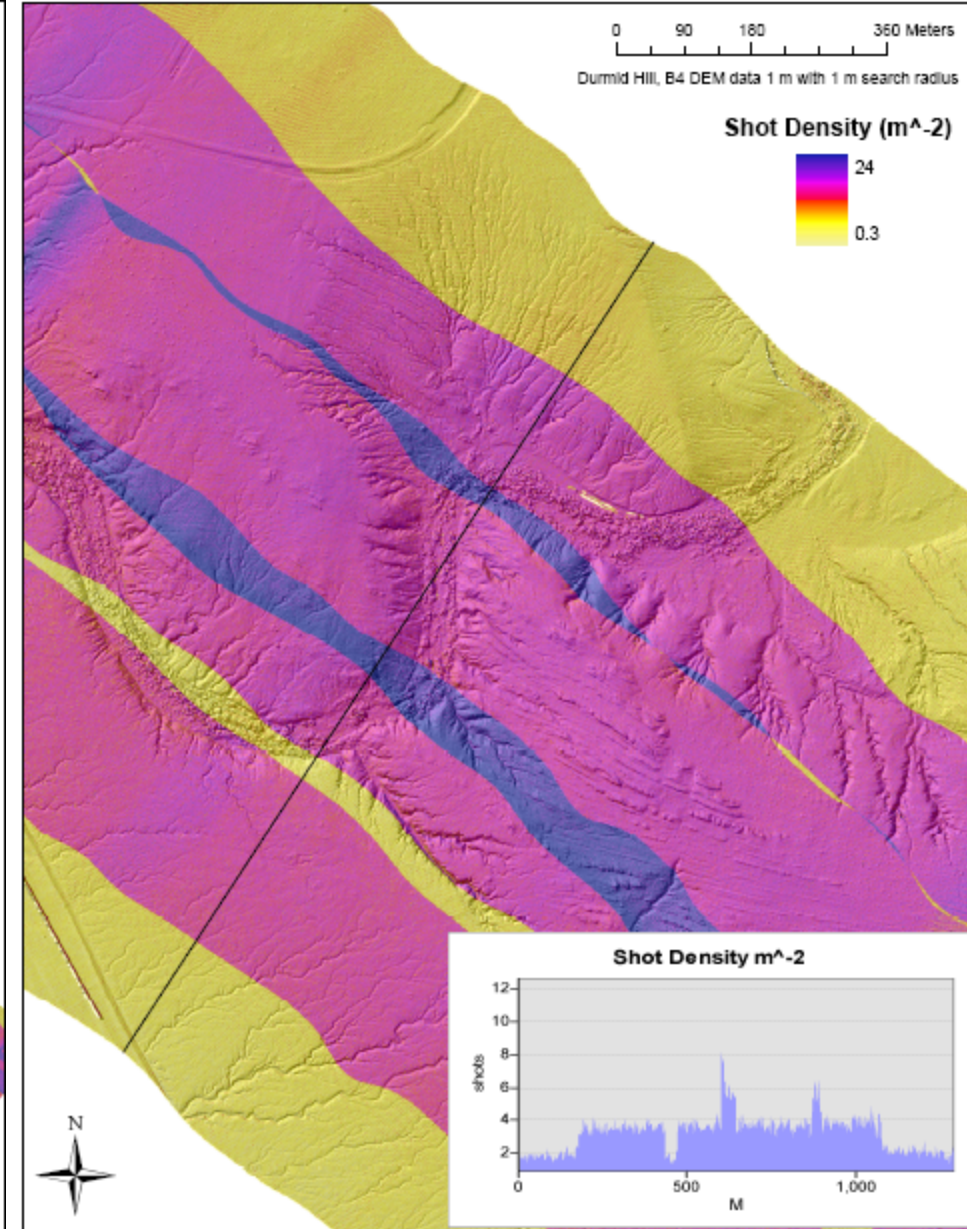 0 90 180 360 Meters
Durmid Hill, B4 DEM data 1 m with 1 m search radius
Shot Density (m^-2)
24
0.3
Shot Density m^-2
12
10
8
6
4
2
shots
0 500 1,000
M
N